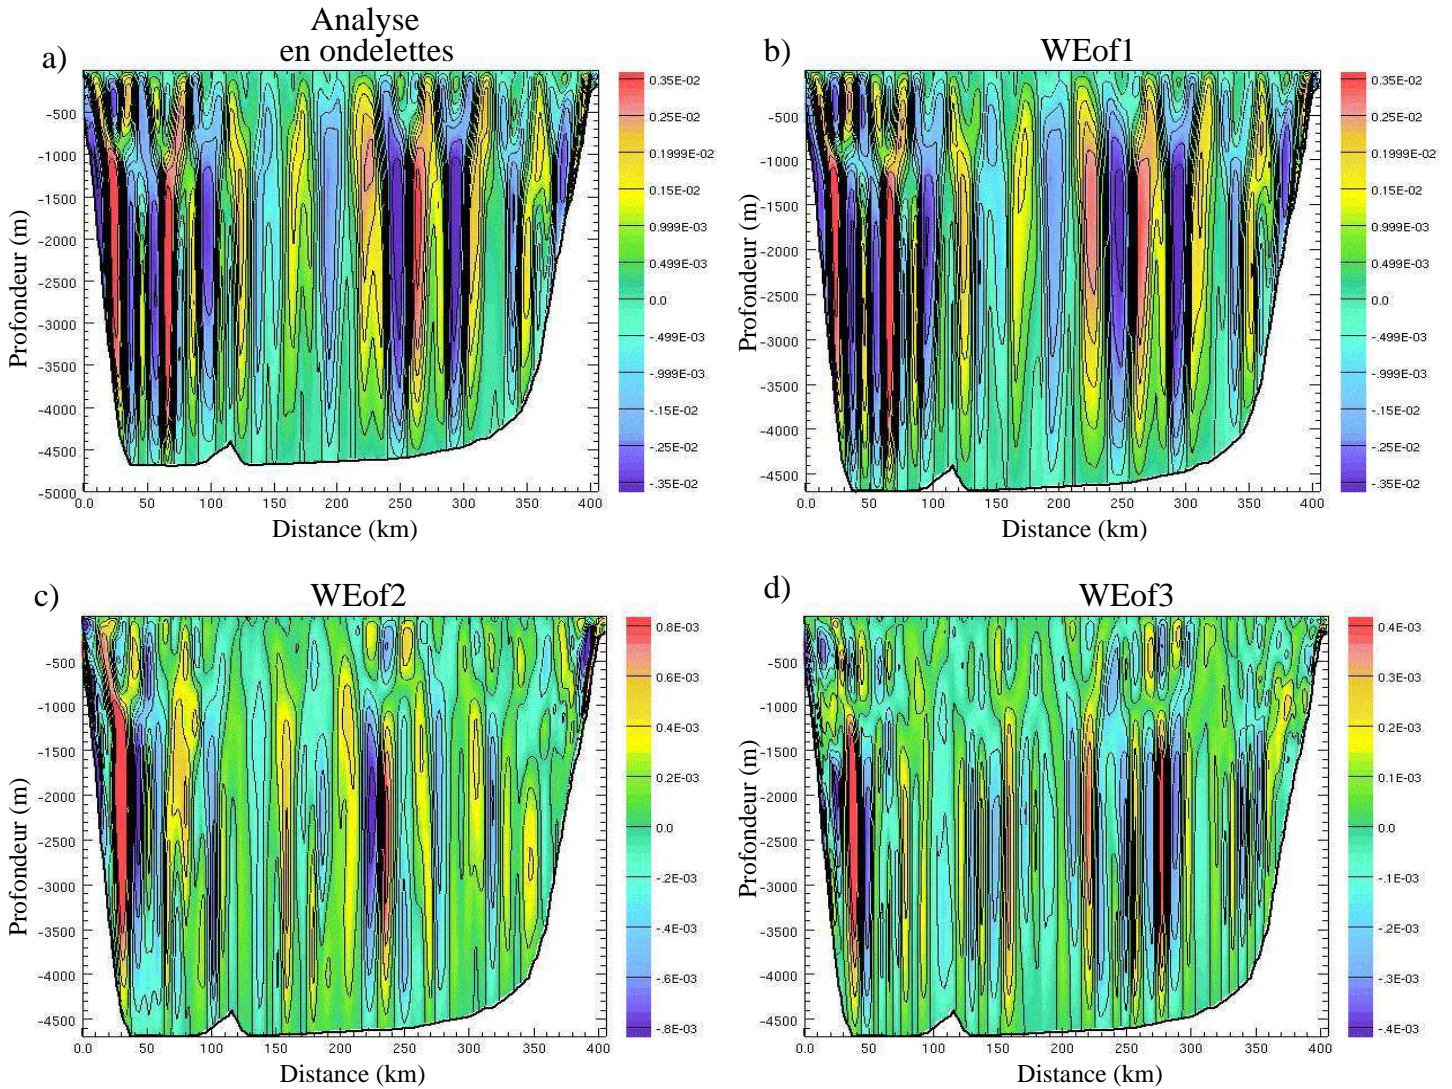 Analyse
en ondelettes
a)
Profondeur (m)
-500
-1000
-1500
-2000
-2500
-3000
-3500
-4000
-4500
-5000
0.0 50 100 150 200 250 300 350 400
Distance (km)
0.35E-02
0.25E-02
0.1999E-02
0.15E-02
0.999E-03
0.499E-03
0.0
-.499E-03
-.999E-03
-.15E-02
-.25E-02
-.35E-02
b)
WEof1
Profondeur (m)
-500
-1000
-1500
-2000
-2500
-3000
-3500
-4000
-4500
0.0 50 100 150 200 250 300 350 400
Distance (km)
0.35E-02
0.25E-02
0.1999E-02
0.15E-02
0.999E-03
0.499E-03
0.0
-.499E-03
-.999E-03
-.15E-02
-.25E-02
-.35E-02
c)
WEof2
Profondeur (m)
-500
-1000
-1500
-2000
-2500
-3000
-3500
-4000
-4500
0.0 50 100 150 200 250 300 350 400
Distance (km)
0.8E-03
0.6E-03
0.4E-03
0.2E-03
0.0
-.2E-03
-.4E-03
-.6E-03
-.8E-03
d)
WEof3
Profondeur (m)
-500
-1000
-1500
-2000
-2500
-3000
-3500
-4000
-4500
0.0 50 100 150 200 250 300 350 400
Distance (km)
0.4E-03
0.3E-03
0.2E-03
0.1E-03
0.0
-.1E-03
-.2E-03
-.3E-03
-.4E-03